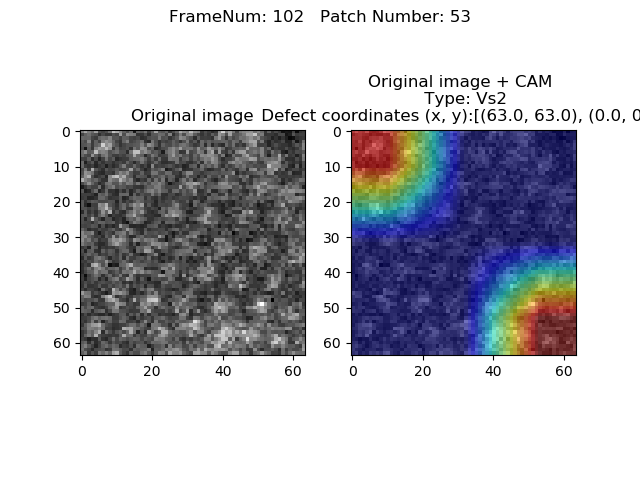 FrameNum: 102   Patch Number: 53
Original image + CAM
Type: Vs2
Original image
Defect coordinates (x, y):[(63.0, 63.0), (0.0, 0
0
10
20
30
40
50
60
0 20 40 60
0
10
20
30
40
50
60
0 20 40 60